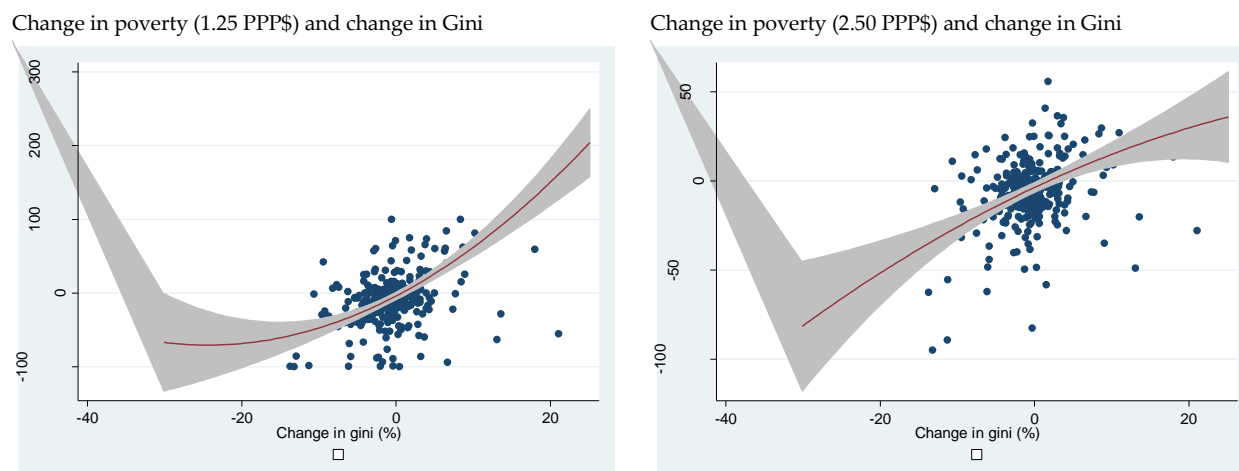 Change in poverty (1.25 PPP$) and change in Gini
300
200
100
0
-100
-40 -20 0 20
Change in gini (%)
Change in poverty (2.50 PPP$) and change in Gini
50
0
-50
-100
-40 -20 0 20
Change in gini (%)